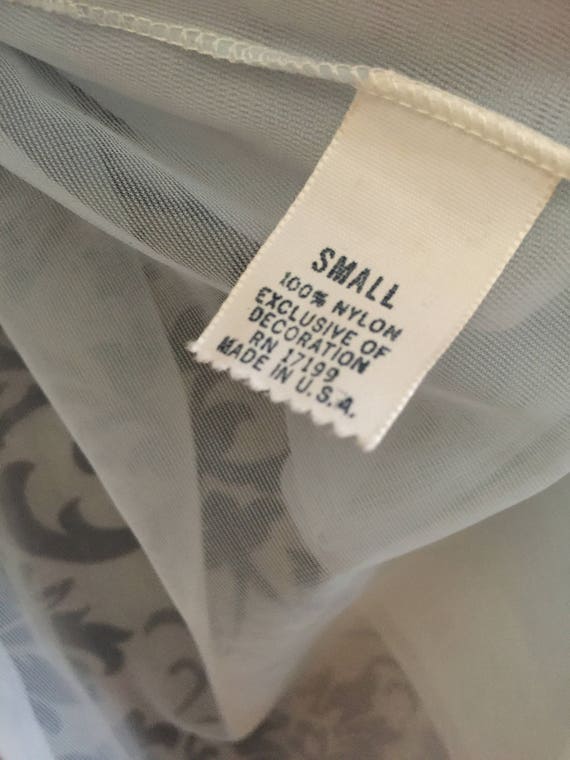 SMALL
100% NYLON
EXCLUSIVE OF
DECORATION
RN 17199
MADE IN U.S.A.